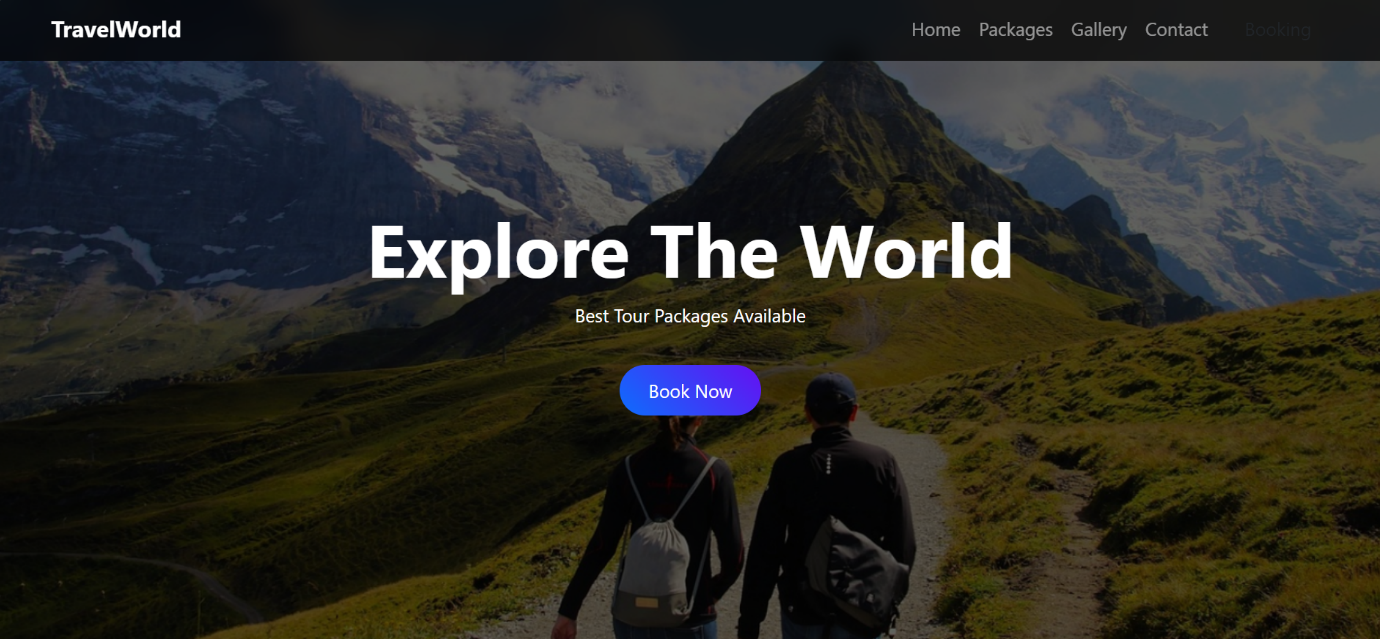 TravelWorld
Home Packages Gallery Contact Booking
Explore The World
Best Tour Packages Available
Book Now